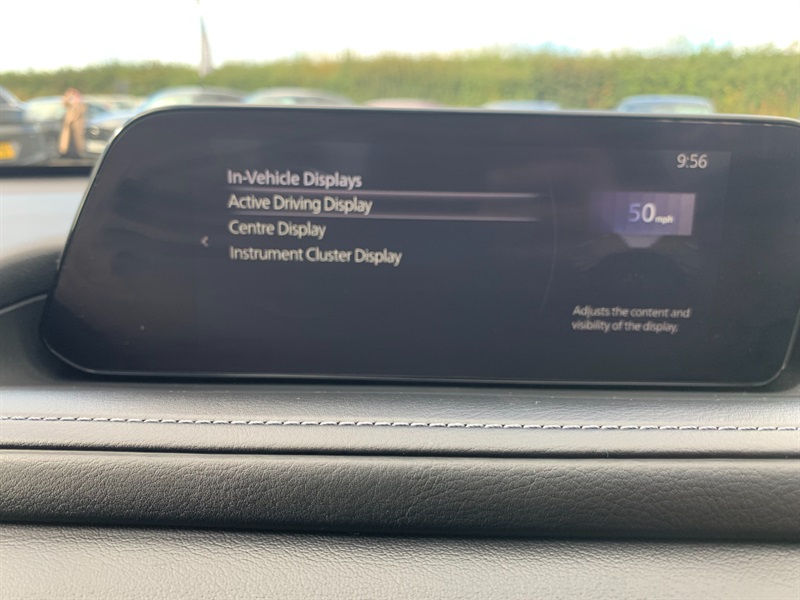 9:56
In-Vehicle Displays
Active Driving Display
Centre Display
Instrument Cluster Display
50 mph
Adjusts the content and
visibility of the display.